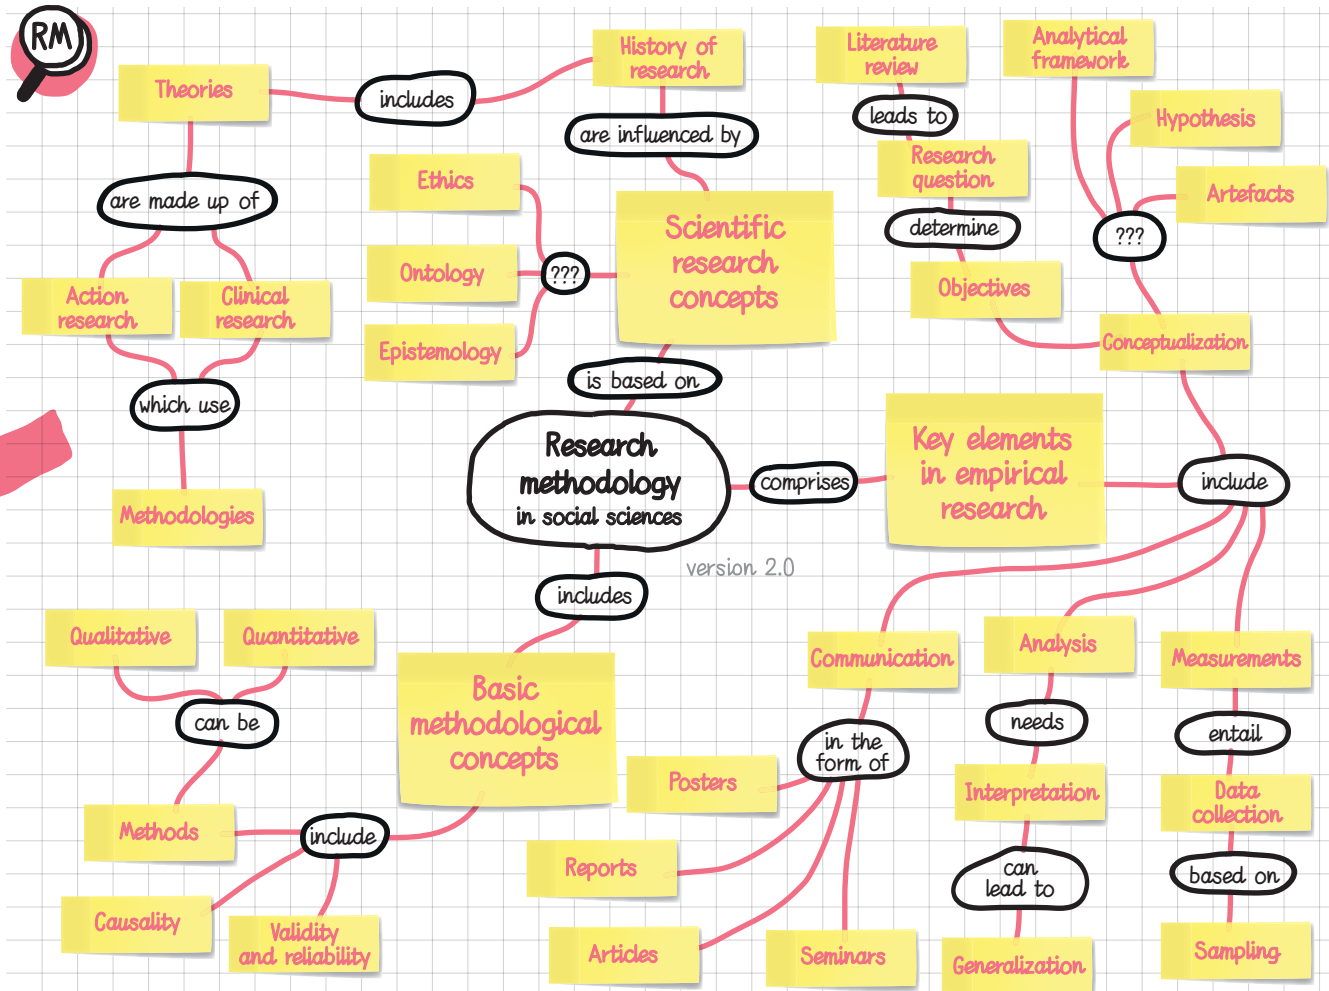 RM
Theories
includes
History of
research
Literature
review
Analytical
framework
leads to
Hypothesis
are influenced by
Research
question
Ethics
are made up of
Artefacts
Scientific
research
concepts
determine
???
Ontology
???
Objectives
Action
research
Clinical
research
Epistemology
Conceptualization
is based on
which use
Research
methodology
in social sciences
comprises
Key elements
in empirical
research
include
Methodologies
version 2.0
includes
Qualitative
Quantitative
Communication
Analysis
Measurements
Basic
methodological
concepts
can be
in the
form of
needs
entail
Posters
Interpretation
Data
collection
Methods
include
Reports
can
lead to
based on
Causality
Validity
and reliability
Articles
Seminars
Generalization
Sampling